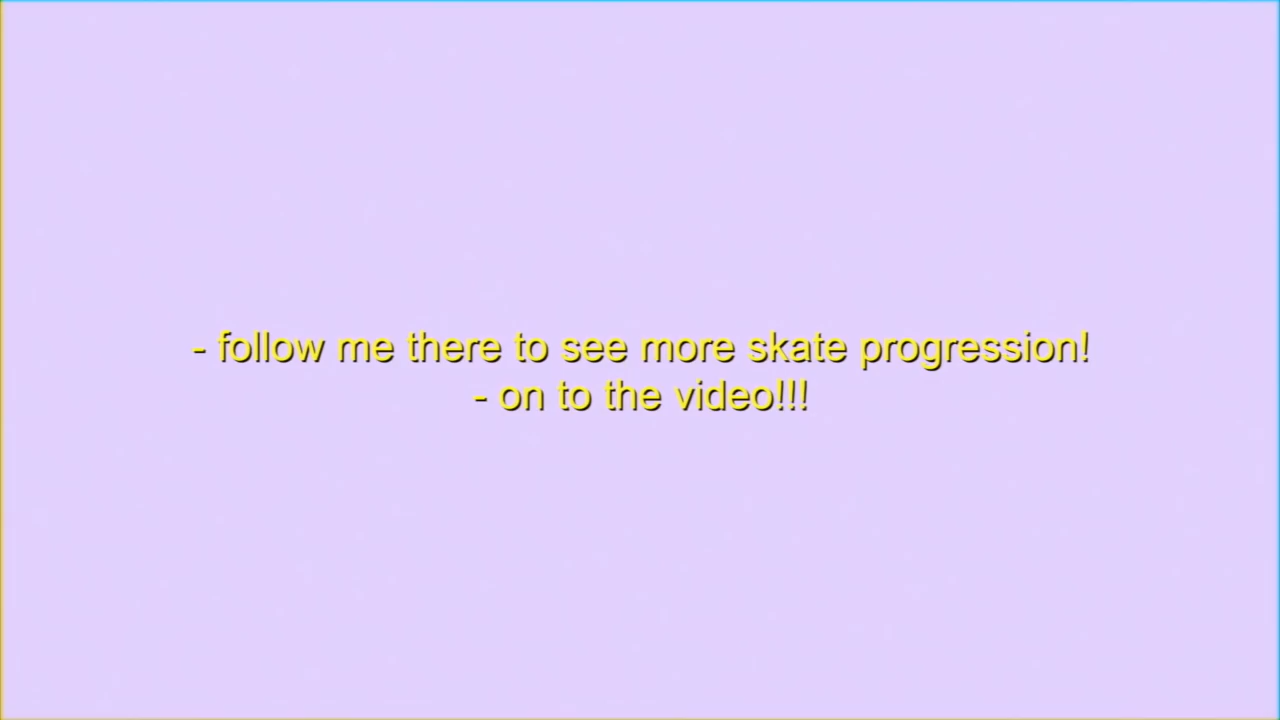 - follow me there to see more skate progression!
- on to the video!!!